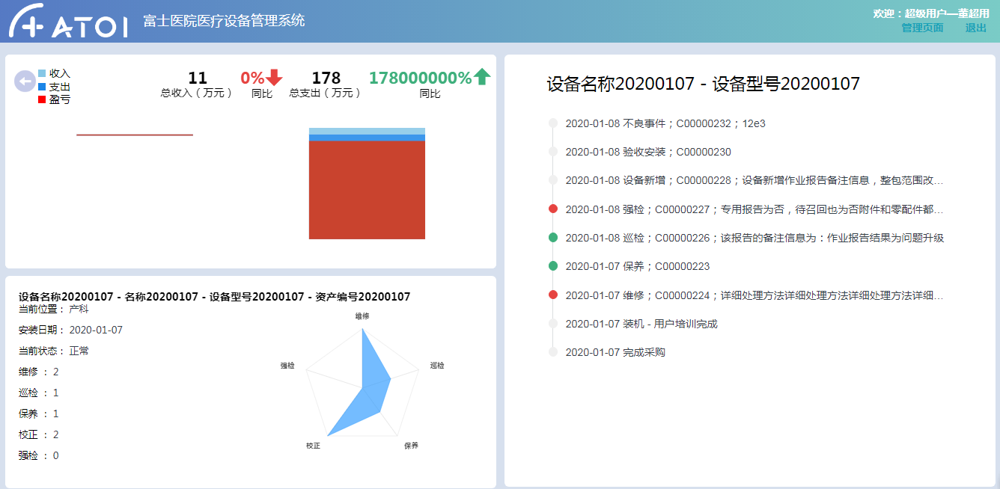 ATOI 富士医院医疗设备管理系统
欢迎：超级用户—董超用
管理页面 退出
收入
支出
盈亏
11
总收入（万元）
0%
同比
178
总支出（万元）
178000000%
同比
设备名称20200107 - 名称20200107 - 设备型号20200107 - 资产编号20200107
当前位置： 产科
安装日期： 2020-01-07
当前状态： 正常
维修 ： 2
巡检 ： 1
保养 ： 1
校正 ： 2
强检 ： 0
维修
强检
巡检
校正
保养
设备名称20200107 - 设备型号20200107
2020-01-08 不良事件；C00000232；12e3
2020-01-08 验收安装；C00000230
2020-01-08 设备新增；C00000228；设备新增作业报告备注信息，整包范围改...
2020-01-08 强检；C00000227；专用报告为否，待召回也为否附件和零配件都...
2020-01-08 巡检；C00000226；该报告的备注信息为：作业报告结果为问题升级
2020-01-07 保养；C00000223
2020-01-07 维修；C00000224；详细处理方法详细处理方法详细处理方法详细...
2020-01-07 装机 - 用户培训完成
2020-01-07 完成采购